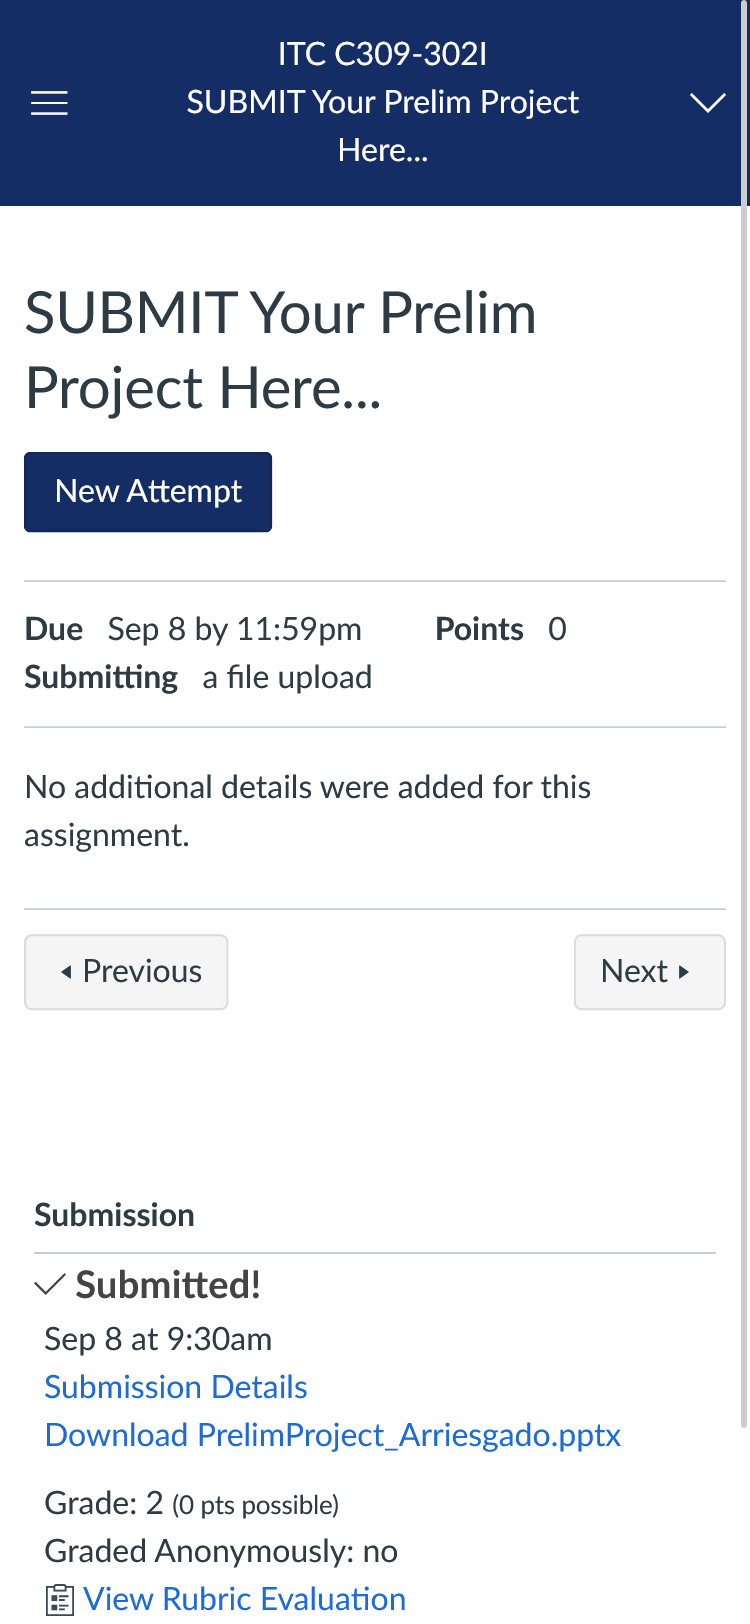 ITC C309-302I
SUBMIT Your Prelim Project
Here...
SUBMIT Your Prelim
Project Here...
New Attempt
Due Sep 8 by 11:59pm Points 0
Submitting a file upload
No additional details were added for this
assignment.
Previous
Next
Submission
Submitted!
Sep 8 at 9:30am
Submission Details
Download PrelimProject_Arriesgado.pptx
Grade: 2 (0 pts possible)
Graded Anonymously: no
View Rubric Evaluation